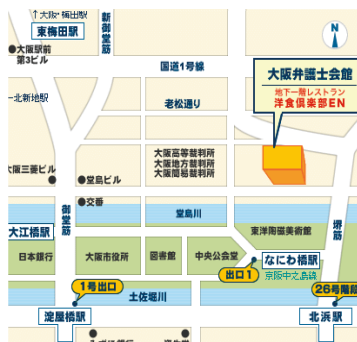 ↑大阪・梅田駅
東梅田駅
新御堂筋
N
●大阪駅前
第3ビル
国道1号線
大阪弁護士会館
地下一階レストラン
洋食倶楽部EN
北新地駅
老松通り
大阪高等裁判所
大阪地方裁判所
大阪簡易裁判所
大阪三菱ビル
●堂島ビル
●交番
御堂筋
堂島川
堺筋
大江橋駅
東洋陶磁美術館
日本銀行
大阪市役所
図書館
中央公会堂
なにわ橋駅
京阪中之島線
出口1
1号出口
土佐堀川
26号階段
淀屋橋駅
北浜駅